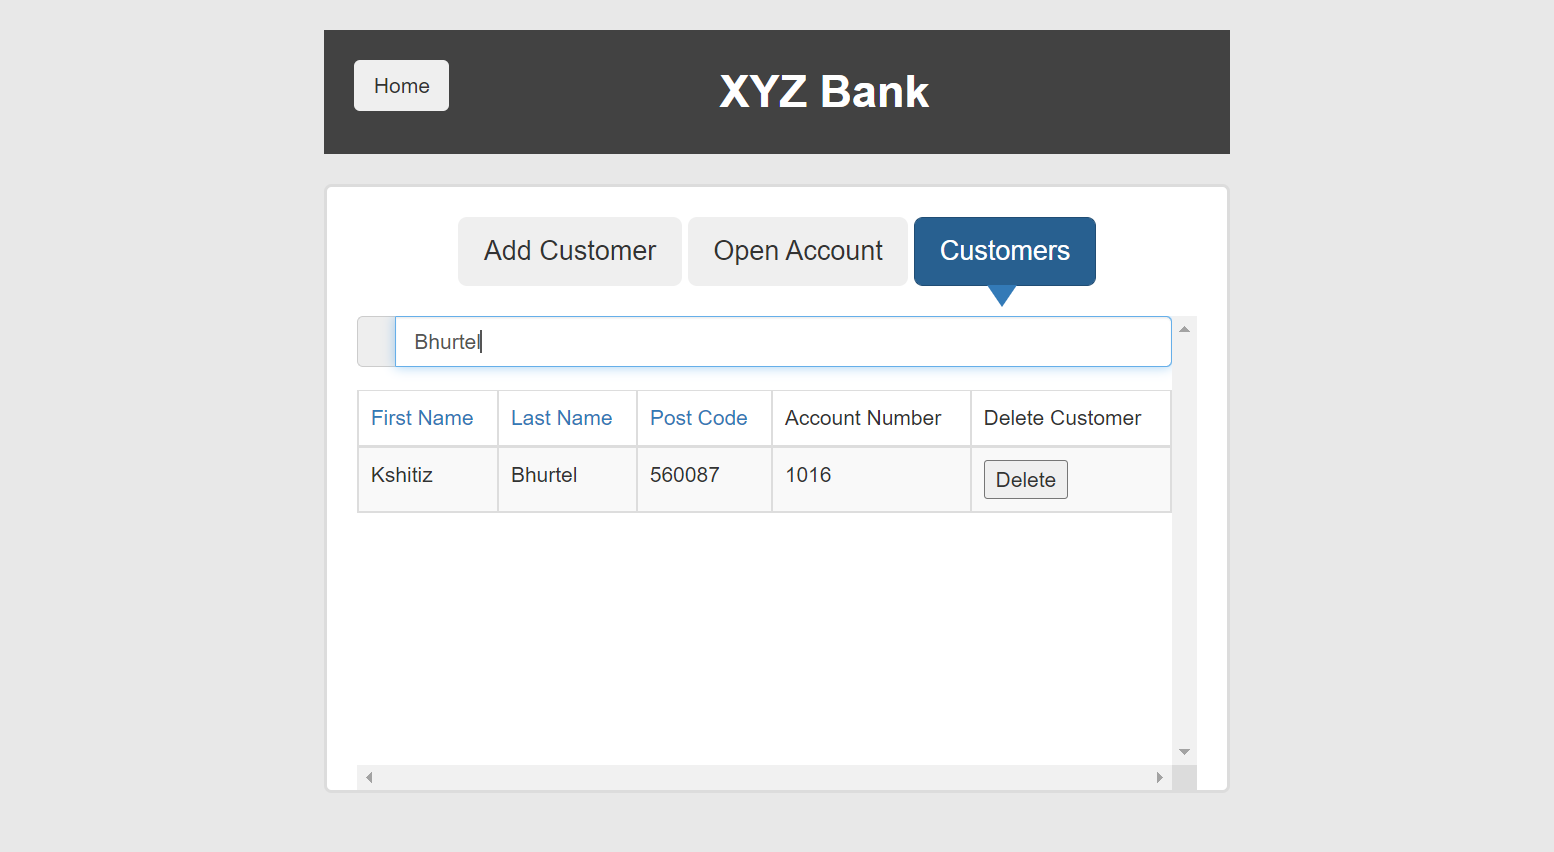 Home
XYZ Bank
Add Customer Open Account Customers
Bhurtel
First Name Last Name Post Code Account Number Delete Customer
Kshitiz Bhurtel 560087 1016 Delete